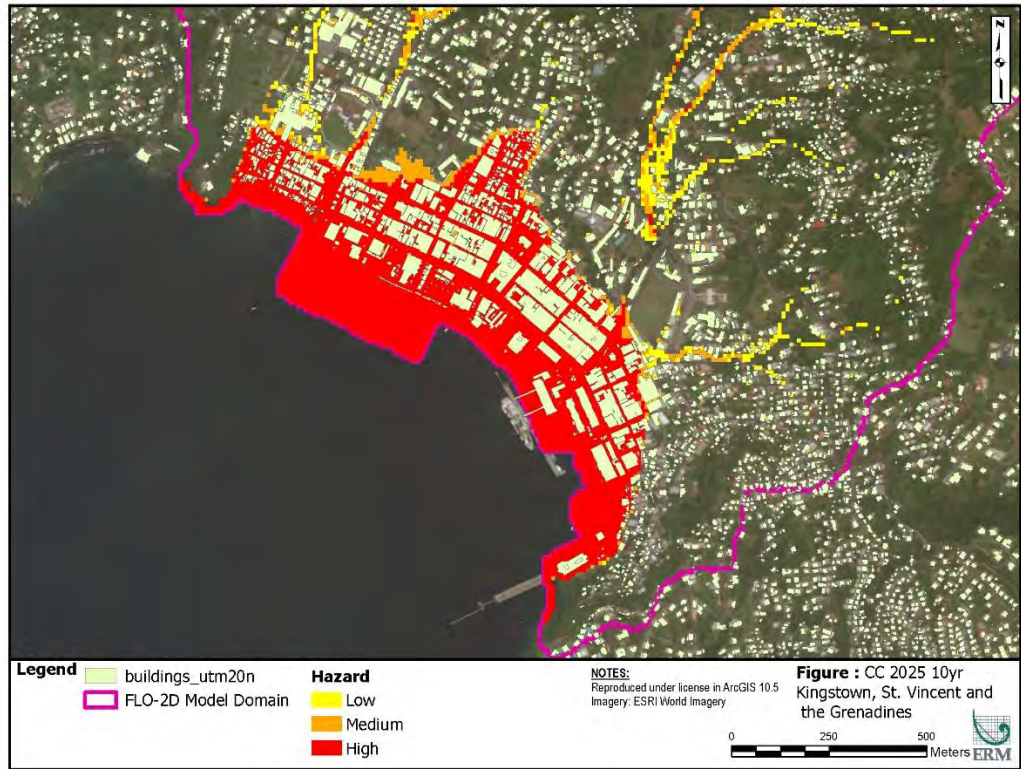 N
Legend
buildings_utm20n
FLO-2D Model Domain
Hazard
Low
Medium
High
NOTES:
Reproduced under license in ArcGIS 10.5
Imagery: ESRI World Imagery
Figure : CC 2025 10yr
Kingstown, St. Vincent and
the Grenadines
0 250 500
Meters
ERM